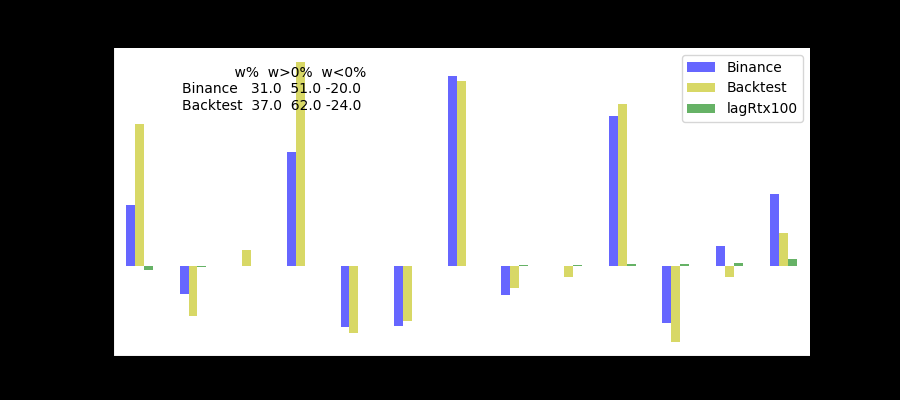 w% w>0% w<0%
Binance 31.0 51.0 -20.0
Backtest 37.0 62.0 -24.0
Binance
Backtest
lagRtx100